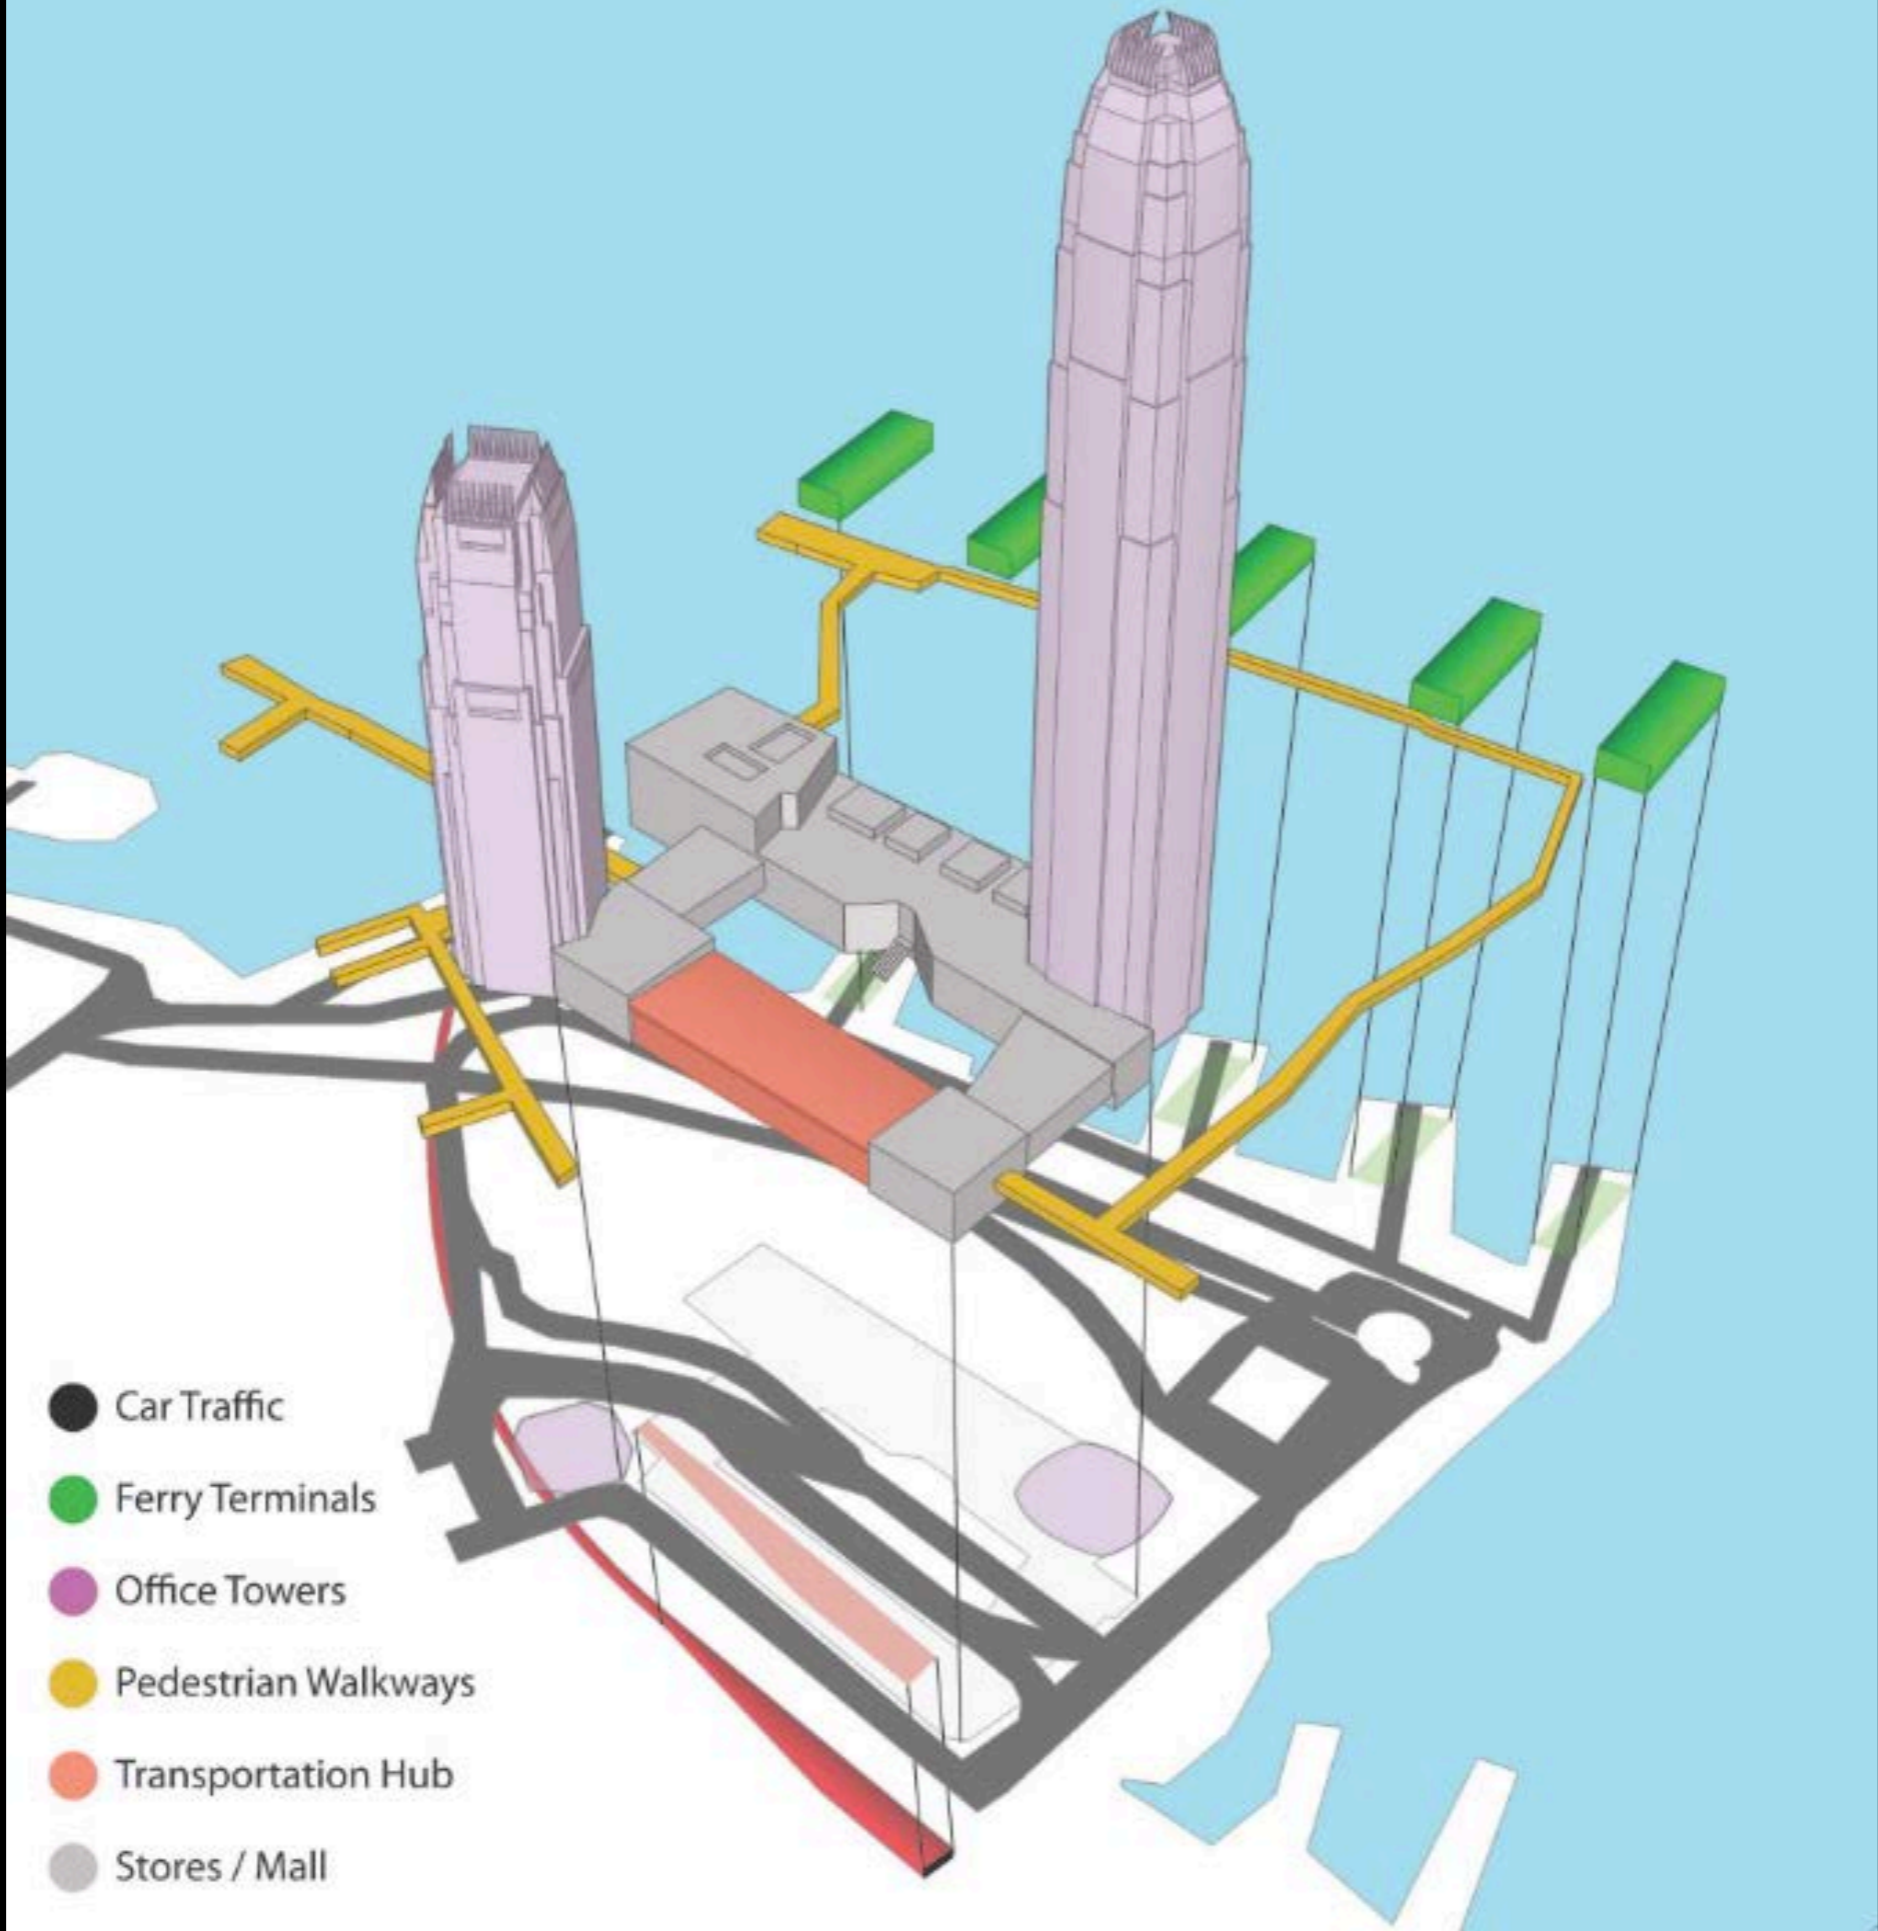 Car Traffic
Ferry Terminals
Office Towers
Pedestrian Walkways
Transportation Hub
Stores / Mall